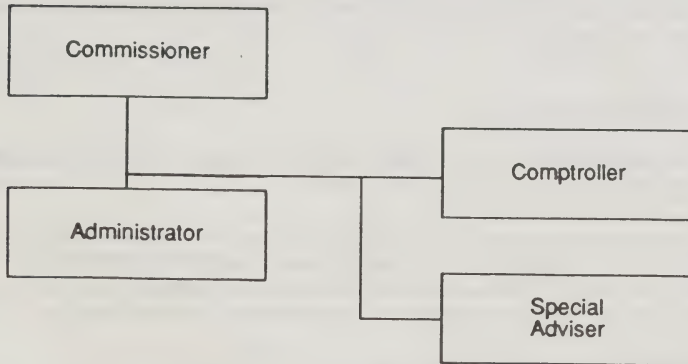 Commissioner
Comptroller
Administrator
Special
Adviser